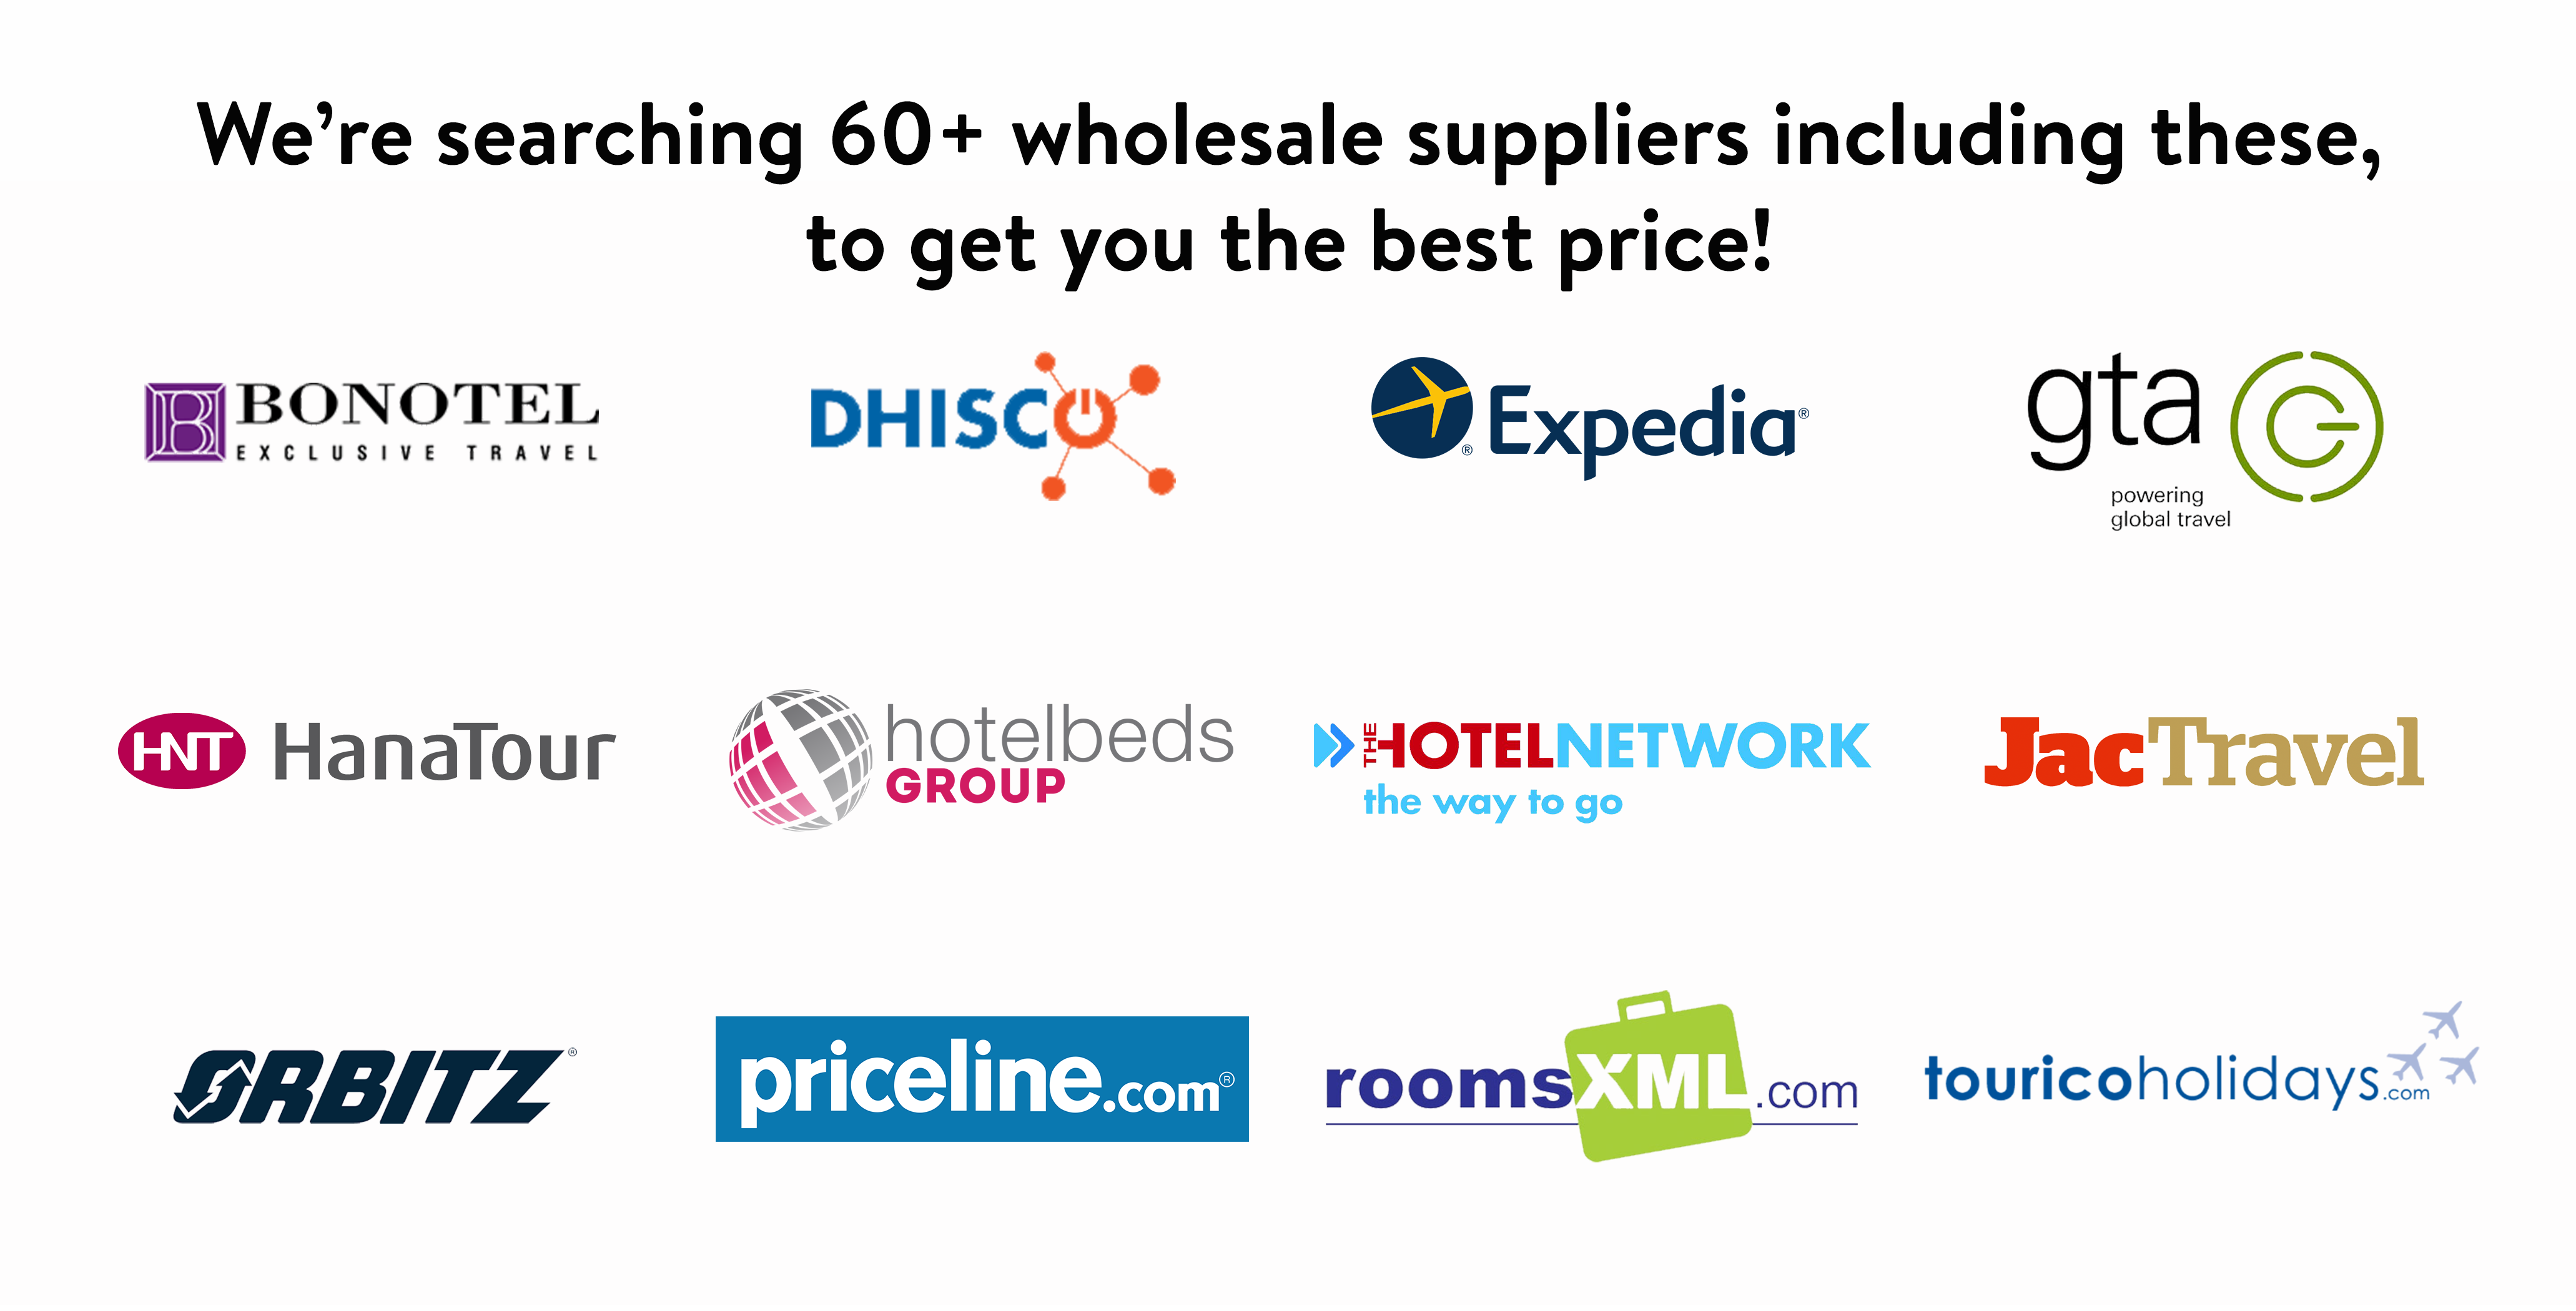 We're searching 60+ wholesale suppliers including these,
to get you the best price!
B BONOTEL
EXCLUSIVE TRAVEL
DHISCO
Expedia®
®
gta
powering
global travel
HNT HanaTour
hotelbeds
GROUP
THE HOTELNETWORK
the way to go
JacTravel
ORBITZ®
priceline.com®
roomsXML.com
touricoholidays.com